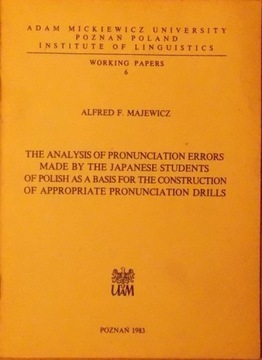 ADAM MICKIEWICZ UNIVERSITY
POZNAŃ POLAND
INSTITUTE OF LINGUISTICS
WORKING PAPERS
6
ALFRED F. MAJEWICZ
THE ANALYSIS OF PRONUNCIATION ERRORS
MADE BY THE JAPANESE STUDENTS
OF POLISH AS A BASIS FOR THE CONSTRUCTION
OF APPROPRIATE PRONUNCIATION DRILLS
UAM
POZNAŃ 1983